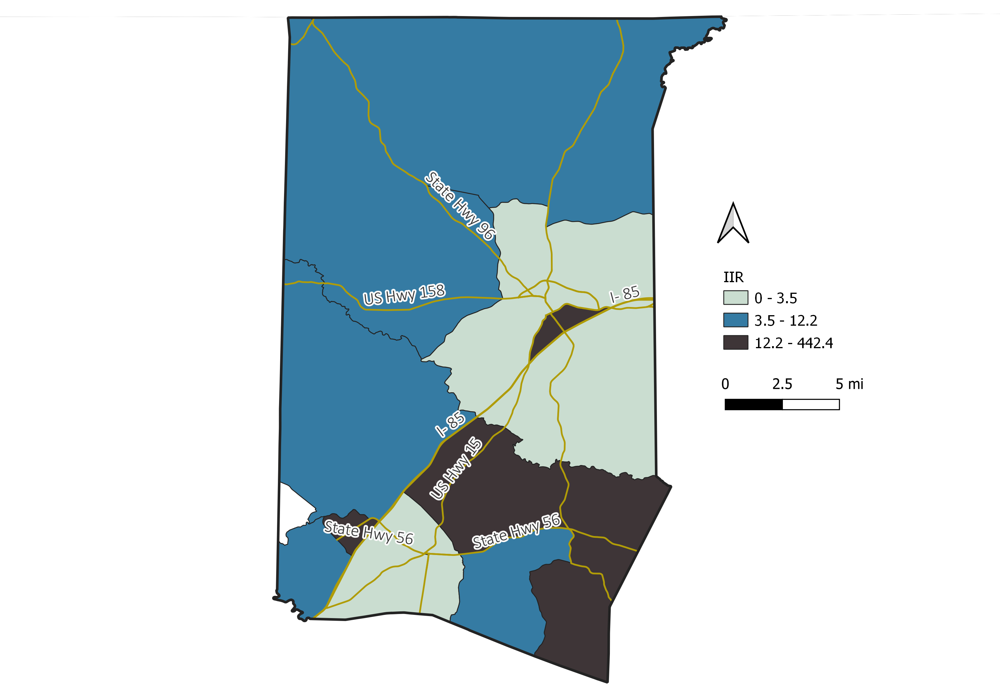 State Hwy 96
US Hwy 158
I- 85
I- 85
US Hwy 15
State Hwy 56
State Hwy 56
IIR
0 - 3.5
3.5 - 12.2
12.2 - 442.4
0 2.5 5 mi